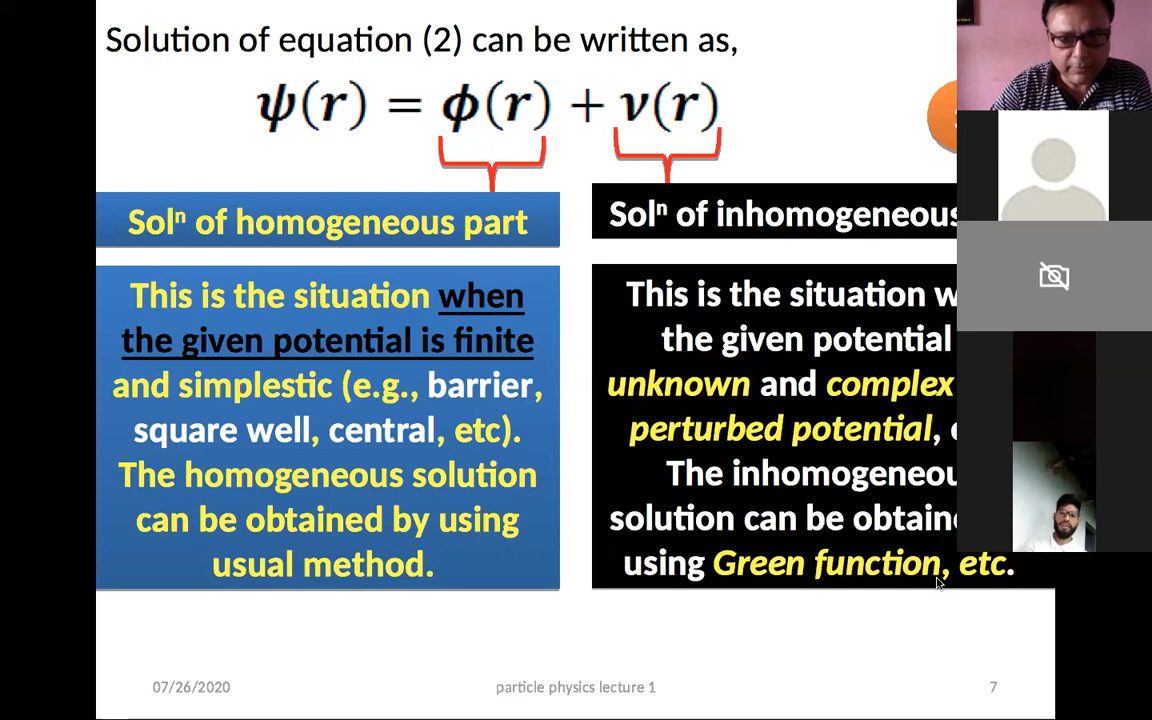 Solution of equation (2) can be written as,
ψ(r) = ϕ(r) + ν(r)
Solⁿ of homogeneous part
This is the situation when
the given potential is finite
and simplestic (e.g., barrier,
square well, central, etc).
The homogeneous solution
can be obtained by using
usual method.
Solⁿ of inhomogeneous
This is the situation
the given potential
unknown and complex
perturbed potential,
The
solution can be
using Green function, etc.
07/26/2020
particle physics lecture 1
7